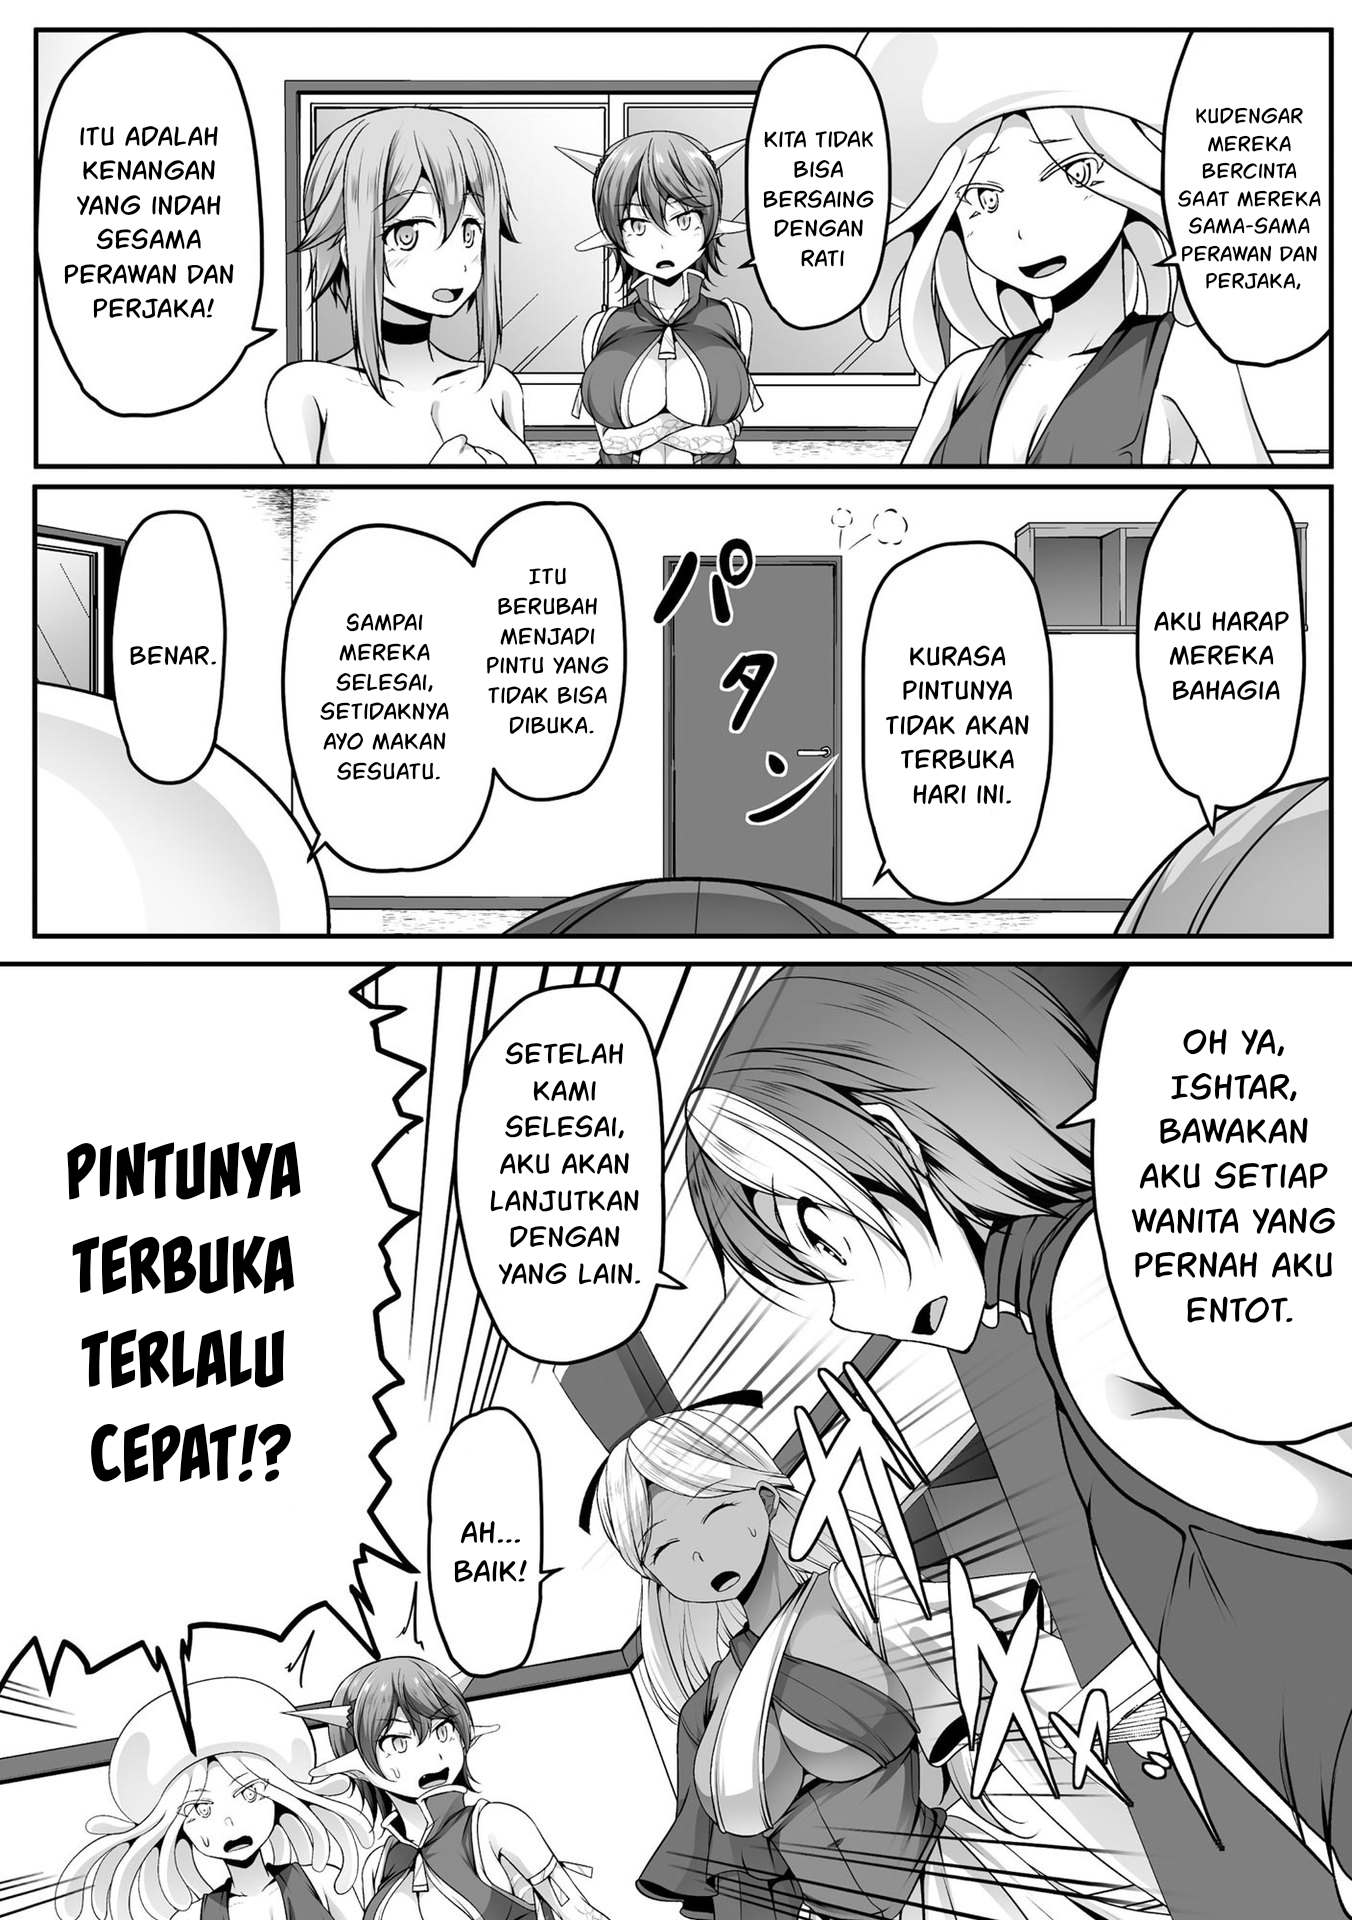 KUDENGAR
MEREKA
BERCINTA
SAAT MEREKA
SAMA-SAMA
PERAWAN DAN
PERJAKA,
KITA TIDAK
BISA
BERSAING
DENGAN
RATI
ITU ADALAH
KENANGAN
YANG INDAH
SESAMA
PERAWAN DAN
PERJAKA!
AKU HARAP
MEREKA
BAHAGIA
KURASA
PINTUNYA
TIDAK AKAN
TERBUKA
HARI INI.
パタン
ITU
BERUBAH
MENJADI
PINTU YANG
TIDAK BISA
DIBUKA.
SAMPAI
MEREKA
SELESAI,
SETIDAKNYA
AYO MAKAN
SESUATU.
BENAR.
OH YA,
ISHTAR,
BAWAKAN
AKU SETIAP
WANITA YANG
PERNAH AKU
ENTOT.
SETELAH
KAMI
SELESAI,
AKU AKAN
LANJUTKAN
DENGAN
YANG LAIN.
AH...
BAIK!
PINTUNYA
TERBUKA
TERLALU
CEPAT!?